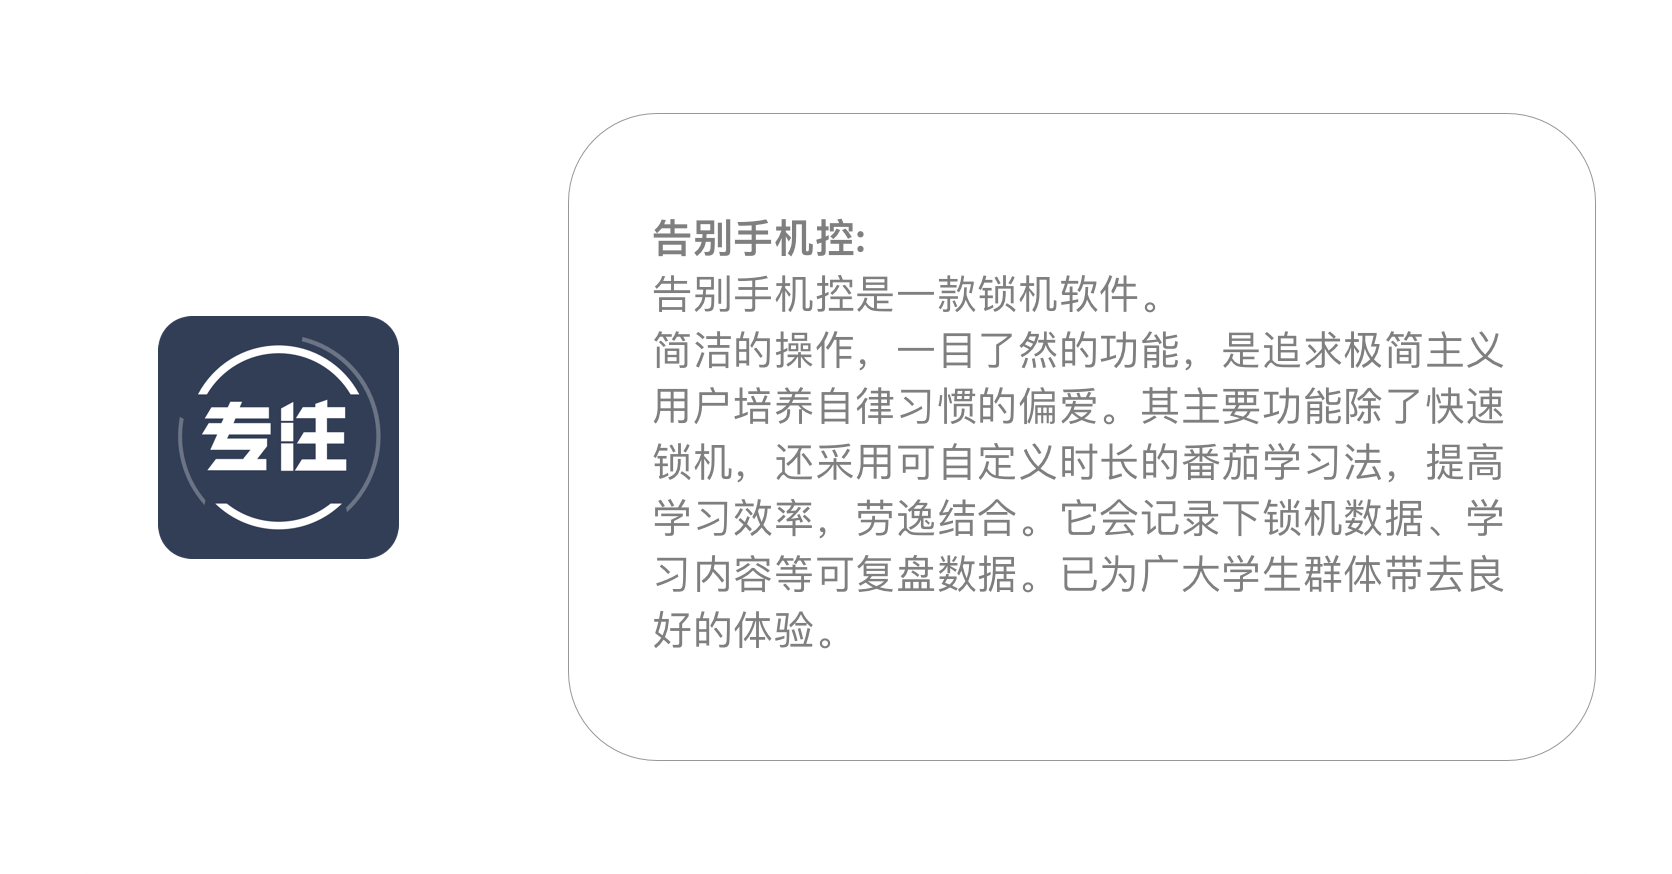 专注
告别手机控:
告别手机控是一款锁机软件。
简洁的操作，一目了然的功能，是追求极简主义
用户培养自律习惯的偏爱。其主要功能除了快速
锁机，还采用可自定义时长的番茄学习法，提高
学习效率，劳逸结合。它会记录下锁机数据、学
习内容等可复盘数据。已为广大学生群体带去良
好的体验。